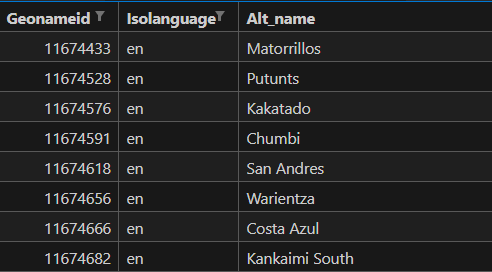 Geonameid Isolanguage Alt_name
11674433 en Matorrillos
11674528 en Putunts
11674576 en Kakatado
11674591 en Chumbi
11674618 en San Andres
11674656 en Warientza
11674666 en Costa Azul
11674682 en Kankaimi South